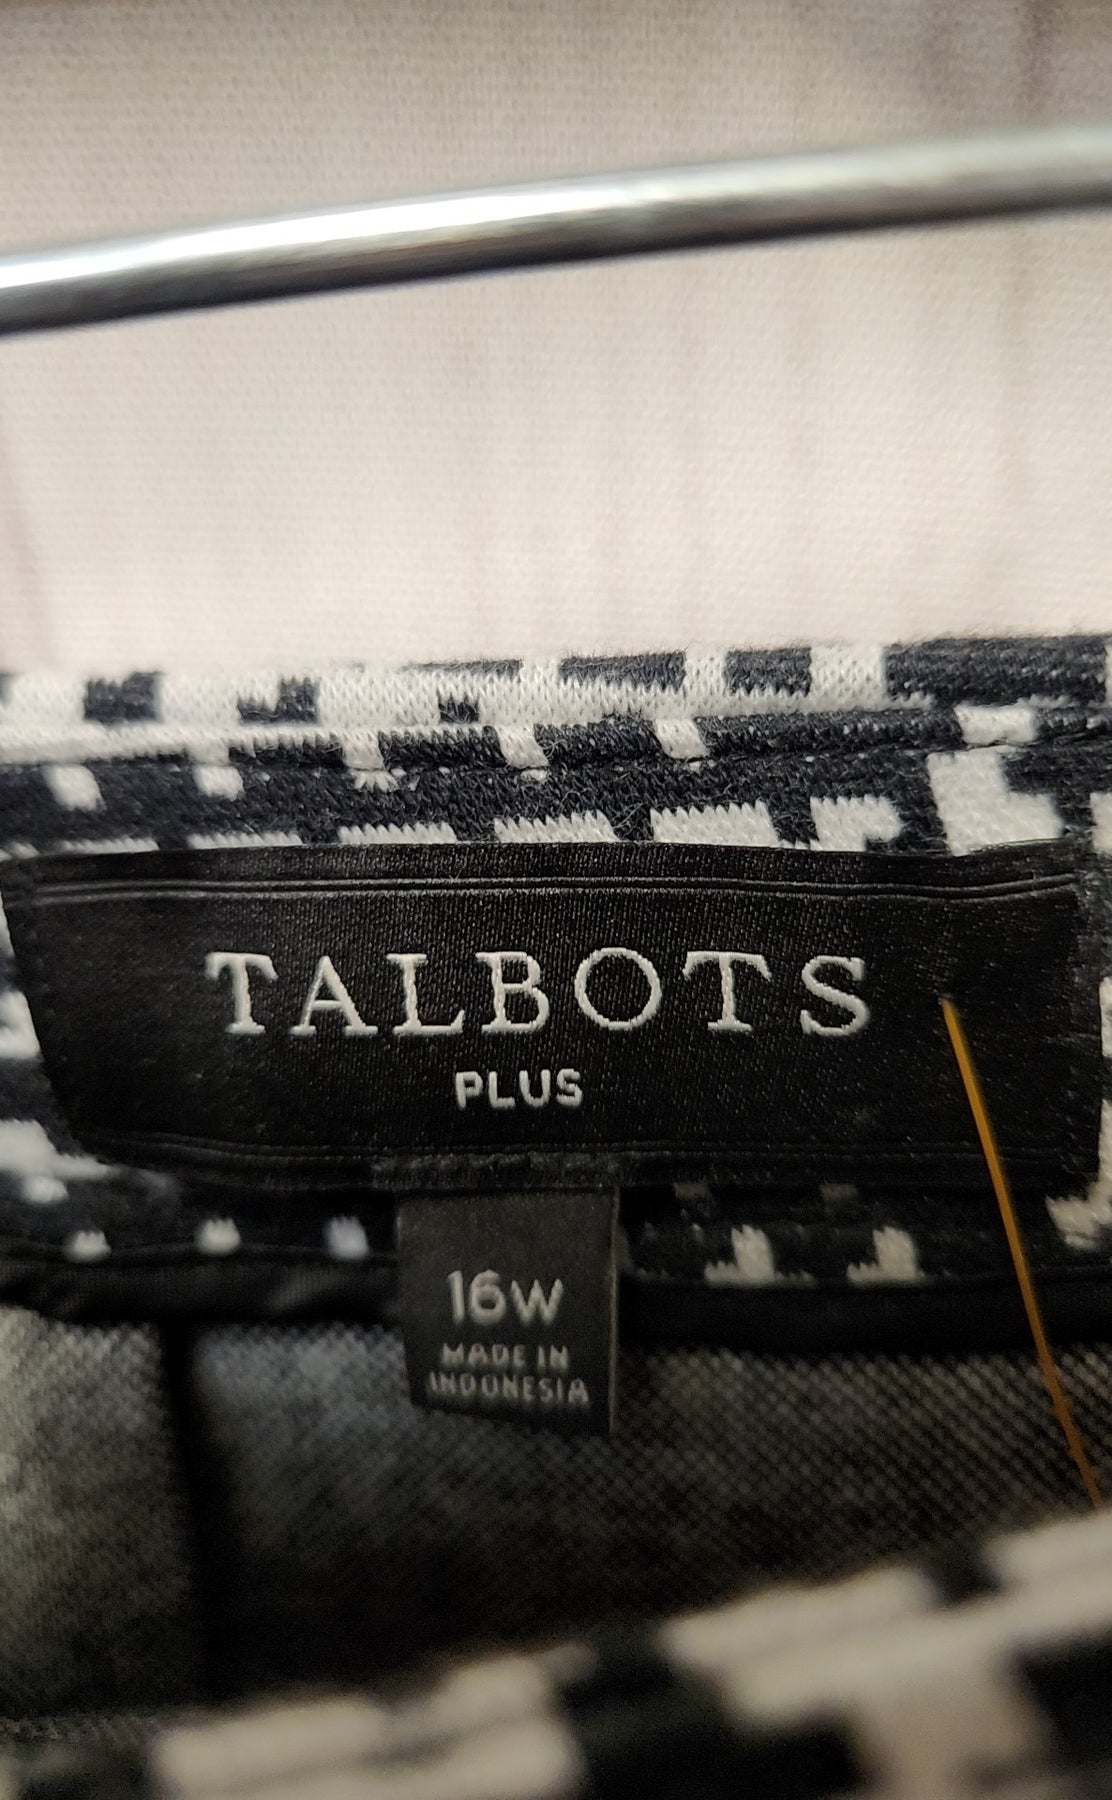 TALBOTS
PLUS
16W
MADE IN
INDONESIA